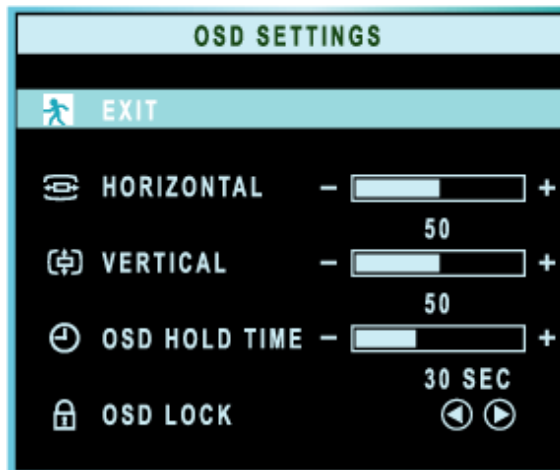 OSD SETTINGS
EXIT
HORIZONTAL - +
50
VERTICAL - +
50
OSD HOLD TIME - +
30 SEC
OSD LOCK